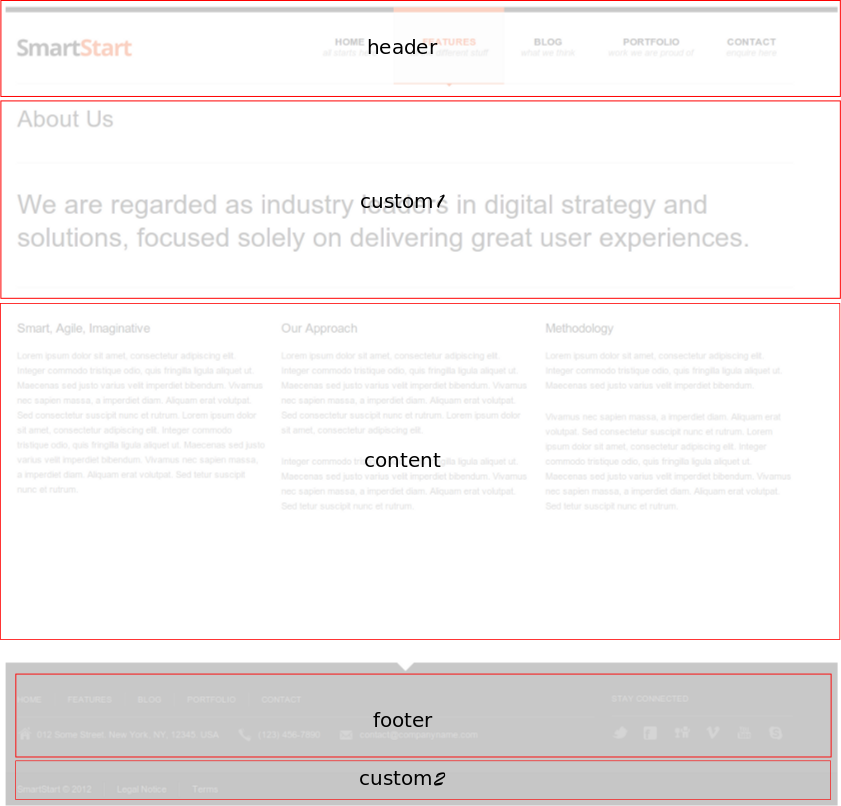 SmartStart
HOME FEATURES BLOG PORTFOLIO CONTACT
all starts different stuff what we think work we are proud of enquire here
header
About Us
custom1
We are regarded as industry leaders in digital strategy and
solutions, focused solely on delivering great user experiences.
Smart, Agile, Imaginative
Lorem ipsum dolor sit amet, consectetur adipiscing elit.
Integer commodo tristique odio, quis fringilla ligula aliquet ut.
Maecenas sed justo varius velit imperdiet bibendum. Vivamus
nec sapien massa, a imperdiet diam. Aliquam erat volutpat.
Sed consectetur suscipit nunc et rutrum. Lorem ipsum dolor
sit amet, consectetur adipiscing elit. Integer commodo
tristique odio, quis fringilla ligula aliquet ut. Maecenas sed justo
varius velit imperdiet bibendum. Vivamus nec sapien massa,
a imperdiet diam. Aliquam erat volutpat. Sed tetur suscipit
nunc et rutrum.
Our Approach
Lorem ipsum dolor sit amet, consectetur adipiscing elit.
Integer commodo tristique odio, quis fringilla ligula aliquet ut.
Maecenas sed justo varius velit imperdiet bibendum. Vivamus
nec sapien massa, a imperdiet diam. Aliquam erat volutpat.
Sed consectetur suscipit nunc et rutrum. Lorem ipsum dolor
sit amet, consectetur adipiscing elit.
Integer commodo fringilla ligula aliquet ut.
Maecenas sed justo varius velit imperdiet bibendum. Vivamus
nec sapien massa, a imperdiet diam. Aliquam erat volutpat.
Sed tetur suscipit nunc et rutrum.
Methodology
Lorem ipsum dolor sit amet, consectetur adipiscing elit.
Integer commodo tristique odio, quis fringilla ligula aliquet ut.
Maecenas sed justo varius velit imperdiet bibendum.
Vivamus nec sapien massa, a imperdiet diam. Aliquam erat
volutpat. Sed consectetur suscipit nunc et rutrum. Lorem
ipsum dolor sit amet, consectetur adipiscing elit. Integer
commodo tristique odio, quis fringilla ligula aliquet ut.
Maecenas sed justo varius velit imperdiet bibendum. Vivamus
nec sapien massa, a imperdiet diam. Aliquam erat volutpat.
Sed tetur suscipit nunc et rutrum.
content
HOME FEATURES BLOG PORTFOLIO CONTACT STAY CONNECTED
footer
012 Some Street, New York, NY, 12345, USA (123) 456-7890 contact@companyname.com
custom2
SmartStart © 2012 Legal Notice Terms